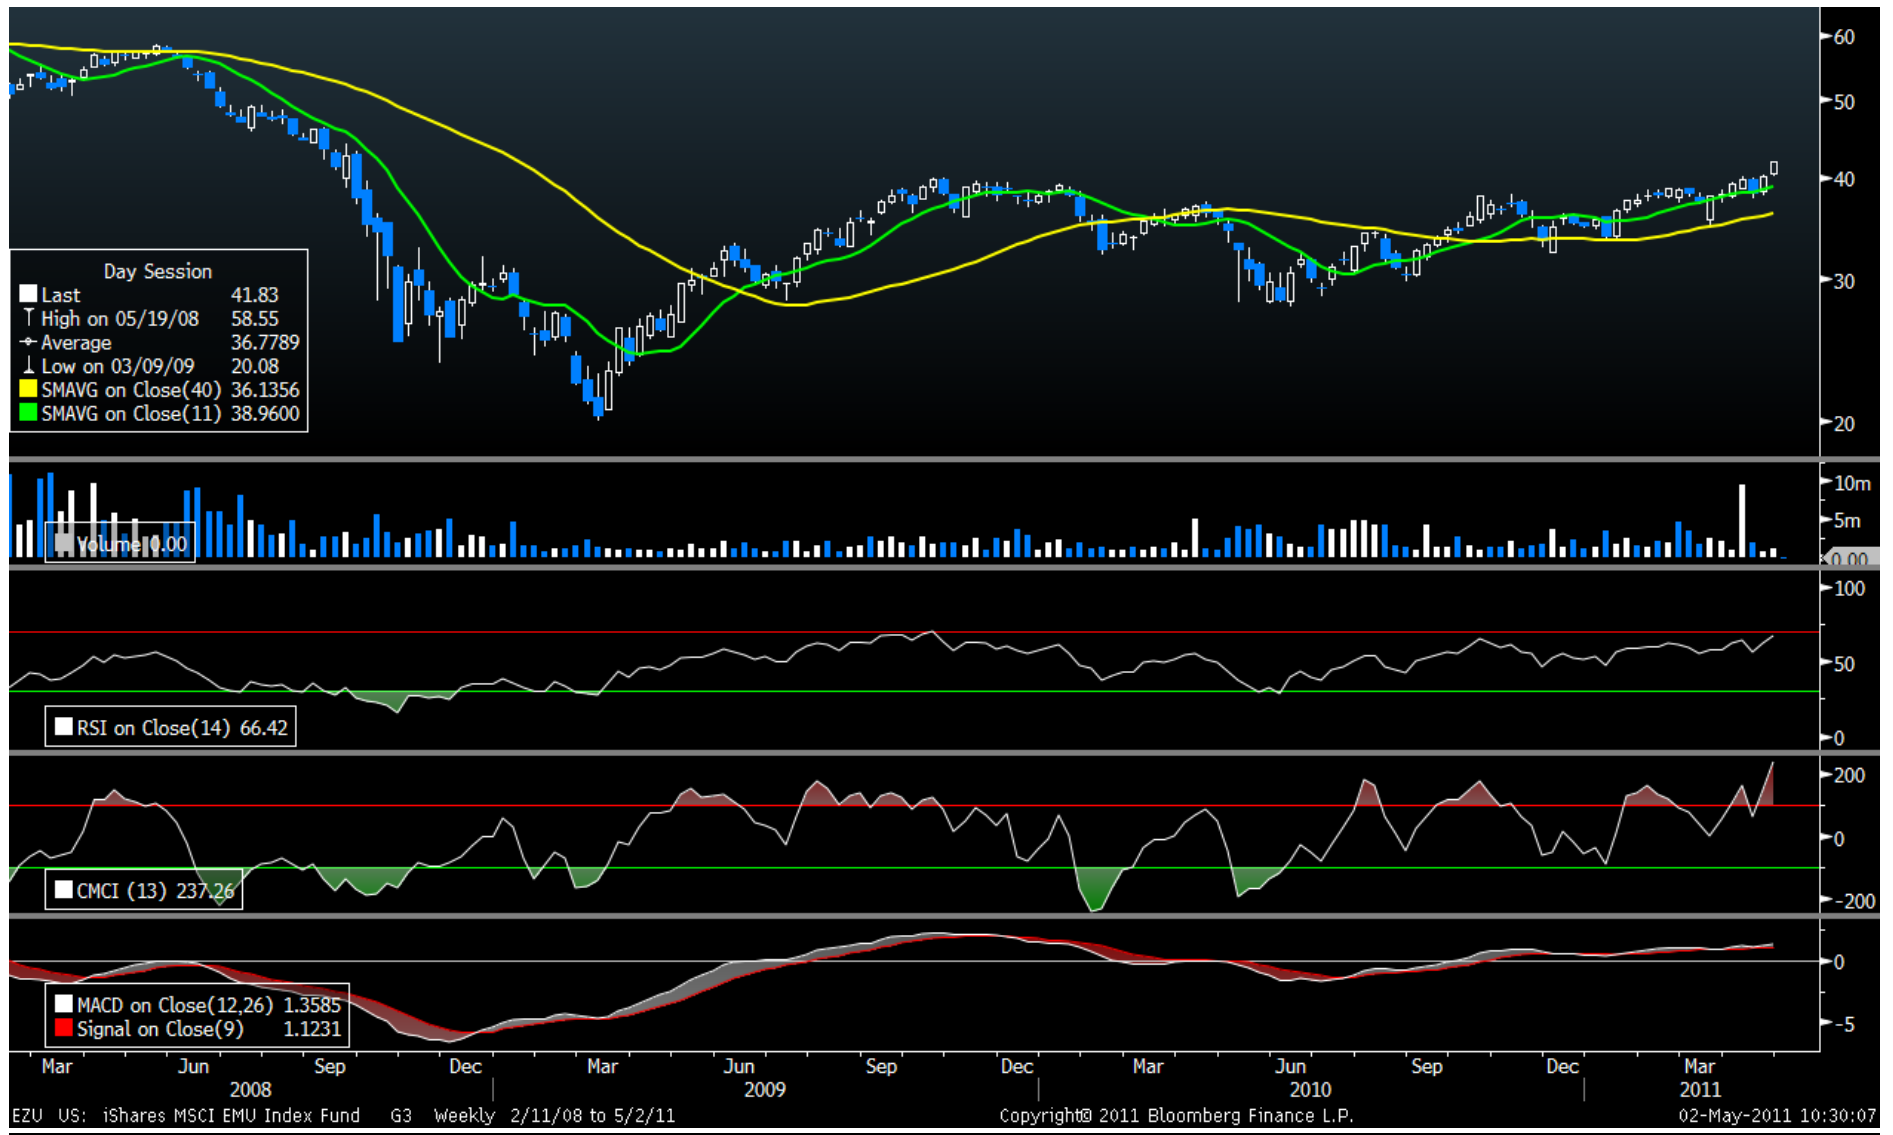 60
50
40
30
20
Day Session
Last 41.83
High on 05/19/08 58.55
Average 36.7789
Low on 03/09/09 20.08
SMAVG on Close(40) 36.1356
SMAVG on Close(11) 38.9600
10m
5m
0.00
Volume 0.00
100
50
0
RSI on Close(14) 66.42
200
0
-200
CMCI (13) 237.26
0
-5
MACD on Close(12,26) 1.3585
Signal on Close(9) 1.1231
Mar Jun Sep Dec Mar Jun Sep Dec Mar Jun Sep Dec Mar
2008 2009 2010 2011
EZU US: iShares MSCI EMU Index Fund G3 Weekly 2/11/08 to 5/2/11 Copyright© 2011 Bloomberg Finance L.P. 02-May-2011 10:30:07